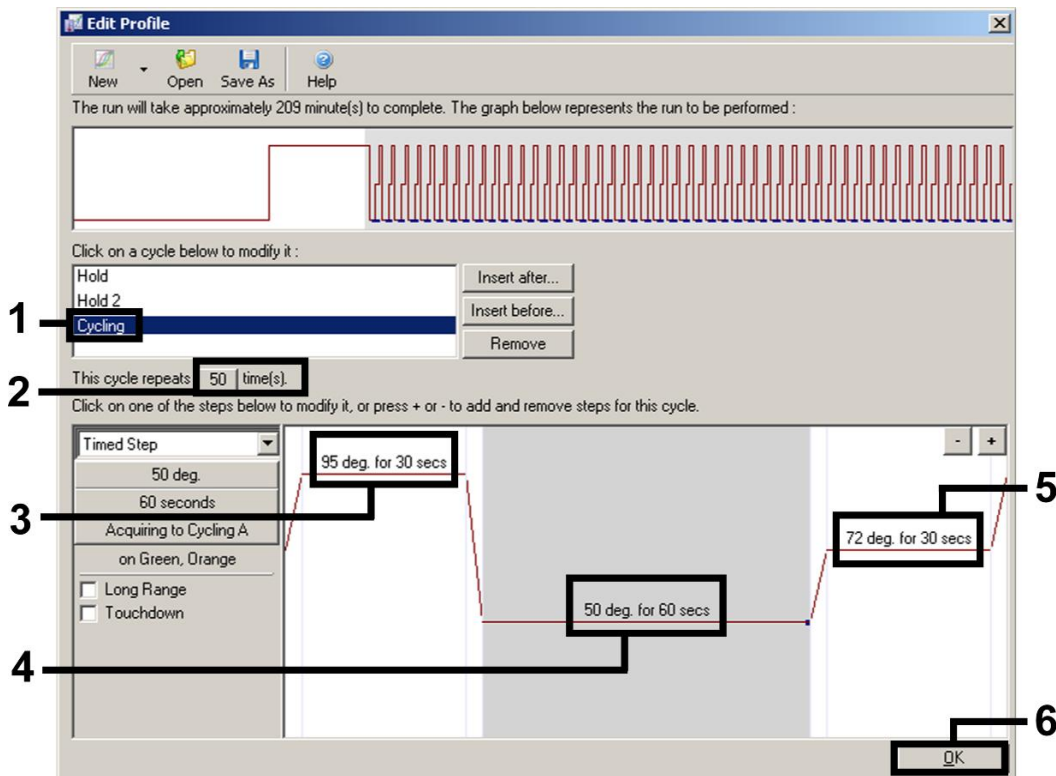 Edit Profile
New Open Save As Help
The run will take approximately 209 minute(s) to complete. The graph below represents the run to be performed :
Click on a cycle below to modify it :
Hold
Hold 2
Cycling
Insert after...
Insert before...
Remove
1
This cycle repeats 50 time(s).
2
Click on one of the steps below to modify it, or press + or - to add and remove steps for this cycle.
Timed Step
50 deg.
60 seconds
Acquiring to Cycling A
on Green, Orange
Long Range
Touchdown
- +
95 deg. for 30 secs
3
50 deg. for 60 secs
4
72 deg. for 30 secs
5
6
OK